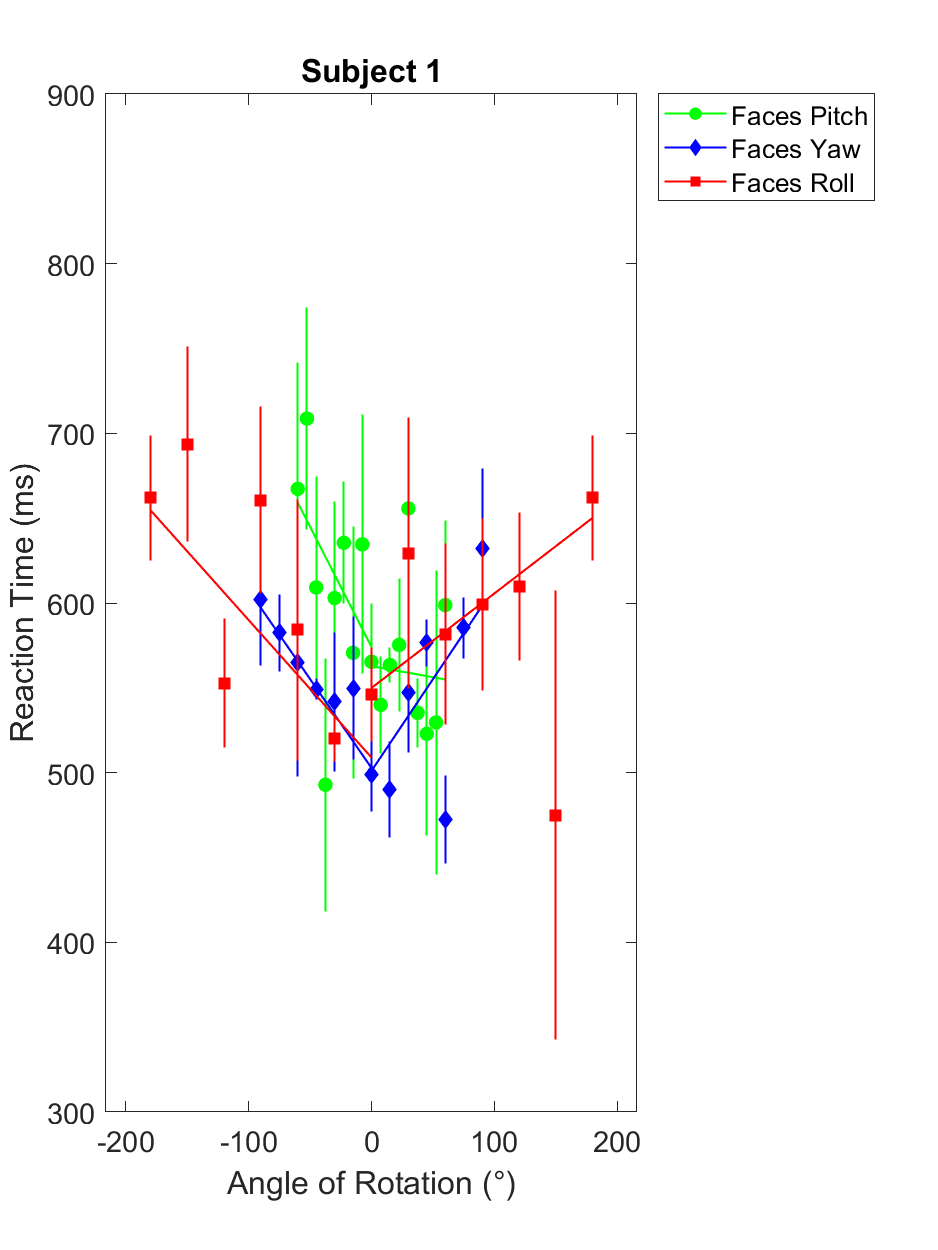 Subject 1
900
800
700
600
500
400
300
Reaction Time (ms)
-200 -100 0 100 200
Angle of Rotation (°)
Faces Pitch
Faces Yaw
Faces Roll